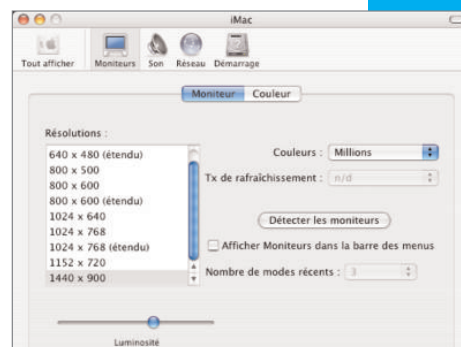 iMac
Tout afficher Moniteurs Son Réseau Démarrage
Moniteur Couleur
Résolutions :
640 x 480 (étendu)
800 x 500
800 x 600
800 x 600 (étendu)
1024 x 640
1024 x 768
1024 x 768 (étendu)
1152 x 720
1440 x 900
Couleurs : Millions
Tx de rafraîchissement : n/d
Détecter les moniteurs
Afficher Moniteurs dans la barre des menus
Nombre de modes récents : 3
Luminosité